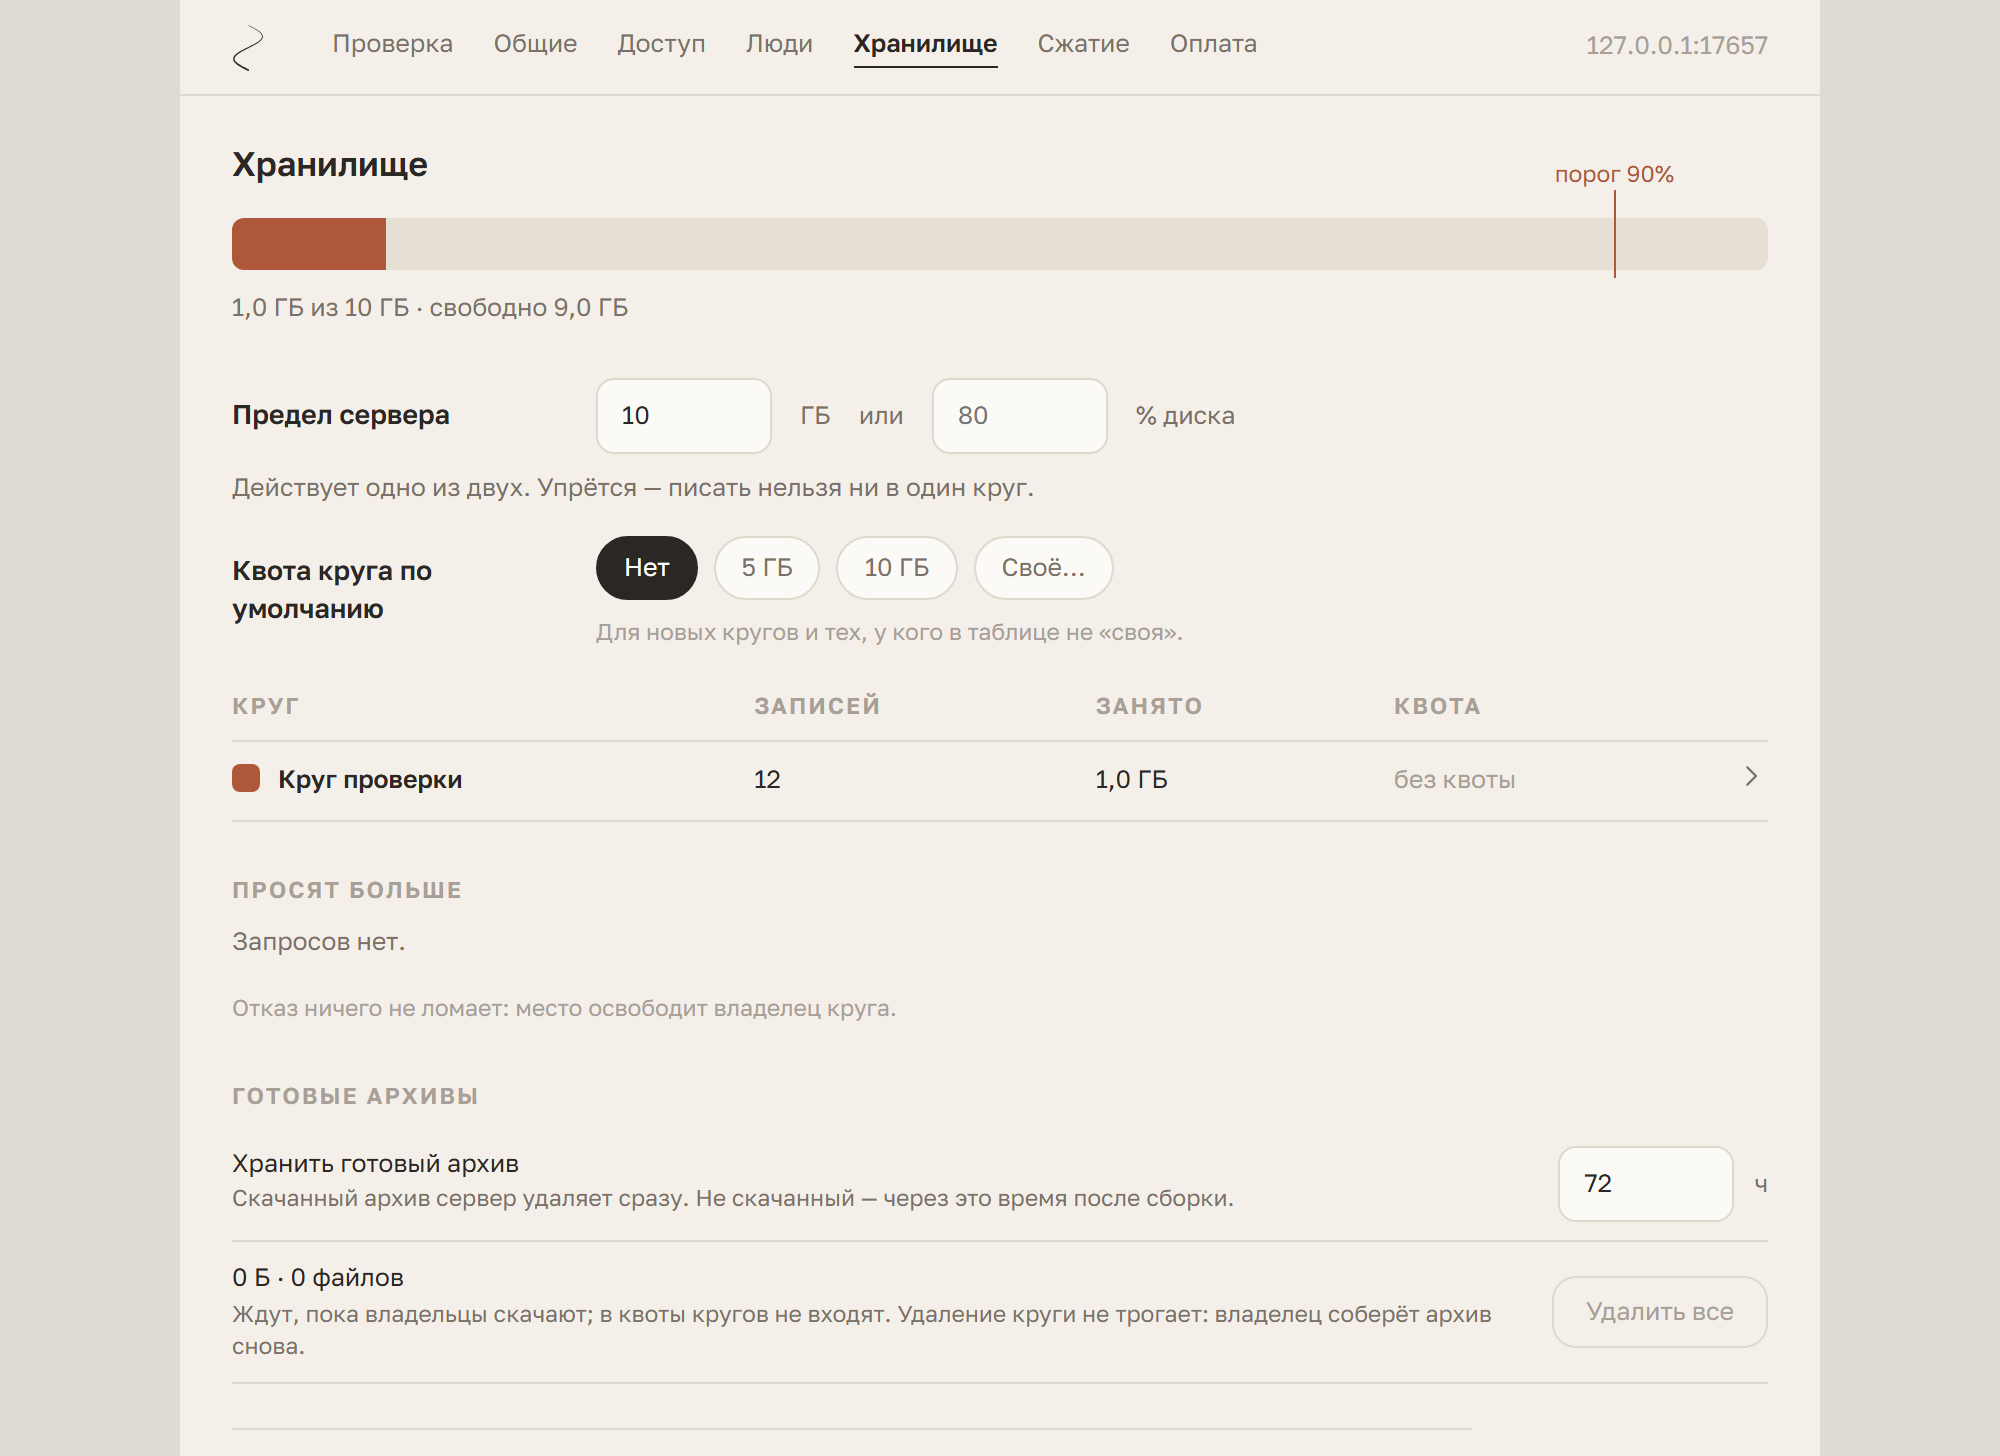 Проверка Общие Доступ Люди Хранилище Сжатие Оплата 127.0.0.1:17657
Хранилище
порог 90%
1,0 ГБ из 10 ГБ · свободно 9,0 ГБ
Предел сервера 10 ГБ или 80 % диска
Действует одно из двух. Упрётся — писать нельзя ни в один круг.
Квота круга по умолчанию
Нет 5 ГБ 10 ГБ Своё…
Для новых кругов и тех, у кого в таблице не «своя».
КРУГ ЗАПИСЕЙ ЗАНЯТО КВОТА
Круг проверки 12 1,0 ГБ без квоты
ПРОСЯТ БОЛЬШЕ
Запросов нет.
Отказ ничего не ломает: место освободит владелец круга.
ГОТОВЫЕ АРХИВЫ
Хранить готовый архив
Скачанный архив сервер удаляет сразу. Не скачанный — через это время после сборки.
72 ч
0 Б · 0 файлов
Ждут, пока владельцы скачают; в квоты кругов не входят. Удаление круги не трогает: владелец соберёт архив
снова.
Удалить все